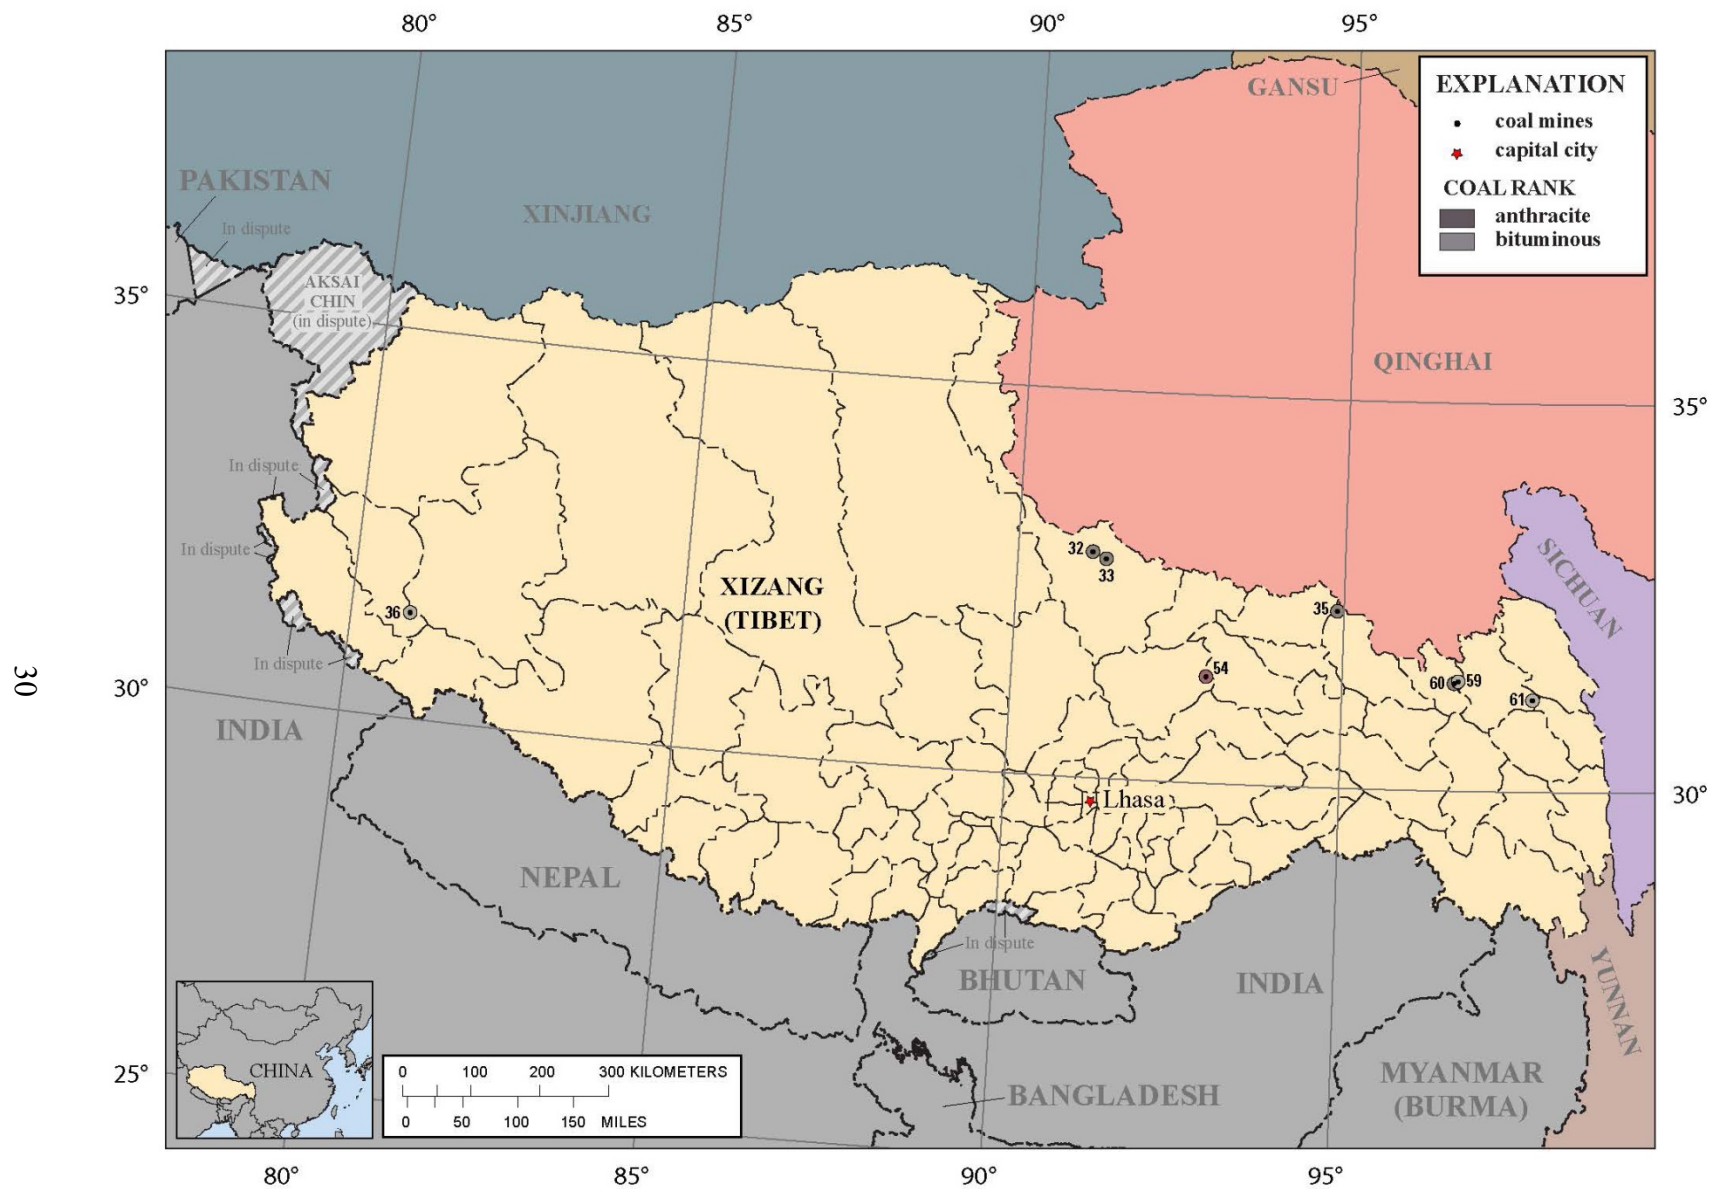 80°
85°
90°
95°
GANSU
EXPLANATION
coal mines
capital city
COAL RANK
anthracite
bituminous
PAKISTAN
In dispute
XINJIANG
AKSAI
CHIN
(in dispute)
35°
QINGHAI
35°
In dispute
In dispute
32
33
SICHUAN
XIZANG
(TIBET)
36
35
In dispute
54
60
59
61
30
30°
INDIA
30°
Lhasa
NEPAL
In dispute
BHUTAN
INDIA
YUNNAN
CHINA
25°
0 100 200 300 KILOMETERS
0 50 100 150 MILES
BANGLADESH
MYANMAR
(BURMA)
80°
85°
90°
95°